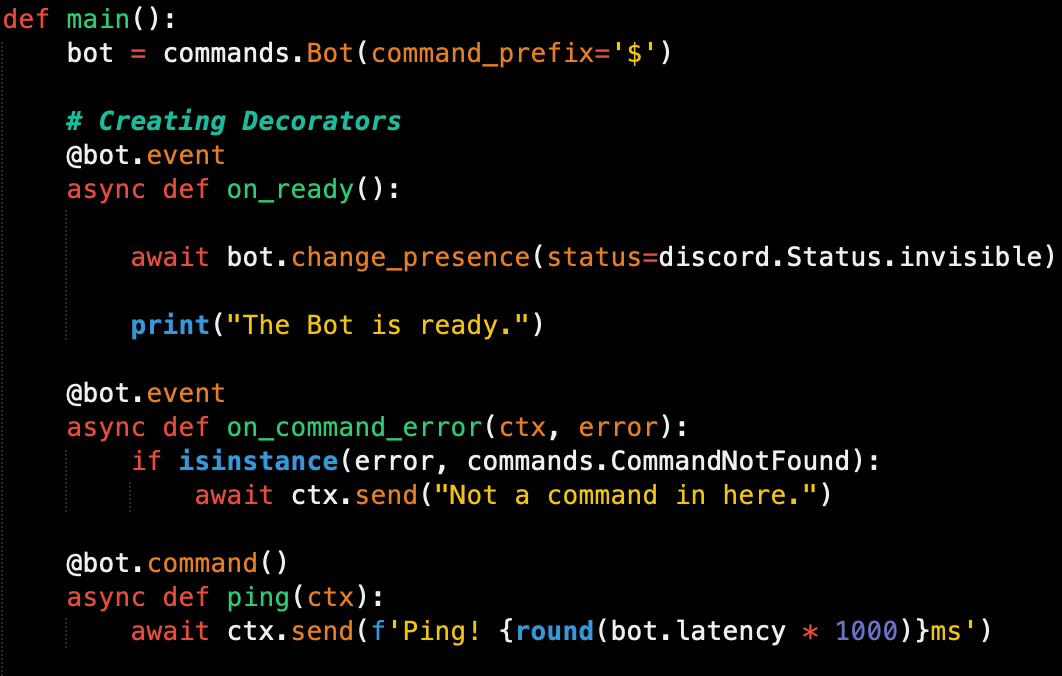 def main():
    bot = commands.Bot(command_prefix='$')
    # Creating Decorators
    @bot.event
    async def on_ready():
        await bot.change_presence(status=discord.Status.invisible)
        print("The Bot is ready.")
    @bot.event
    async def on_command_error(ctx, error):
        if isinstance(error, commands.CommandNotFound):
            await ctx.send("Not a command in here.")
    @bot.command()
    async def ping(ctx):
        await ctx.send(f'Ping! {round(bot.latency * 1000)}ms')